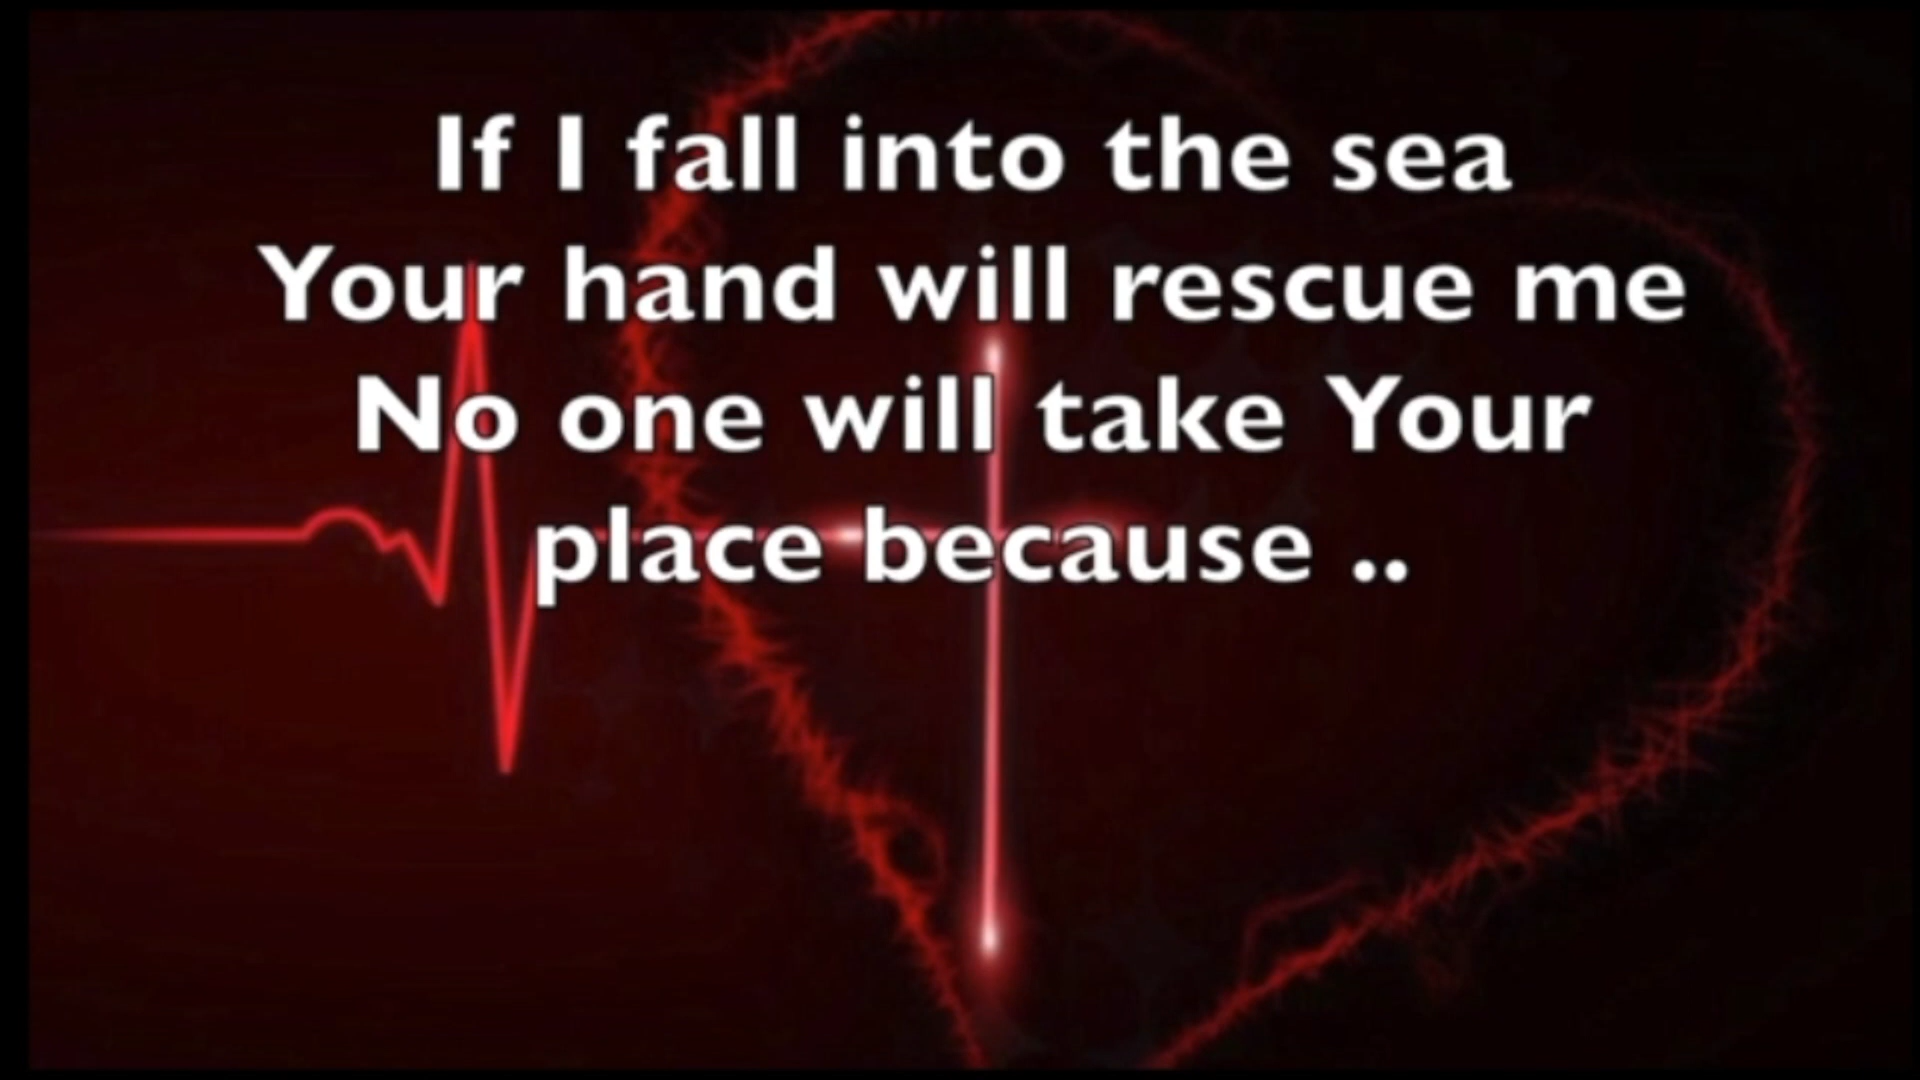 If I fall into the sea
Your hand will rescue me
No one will take Your
place because ..